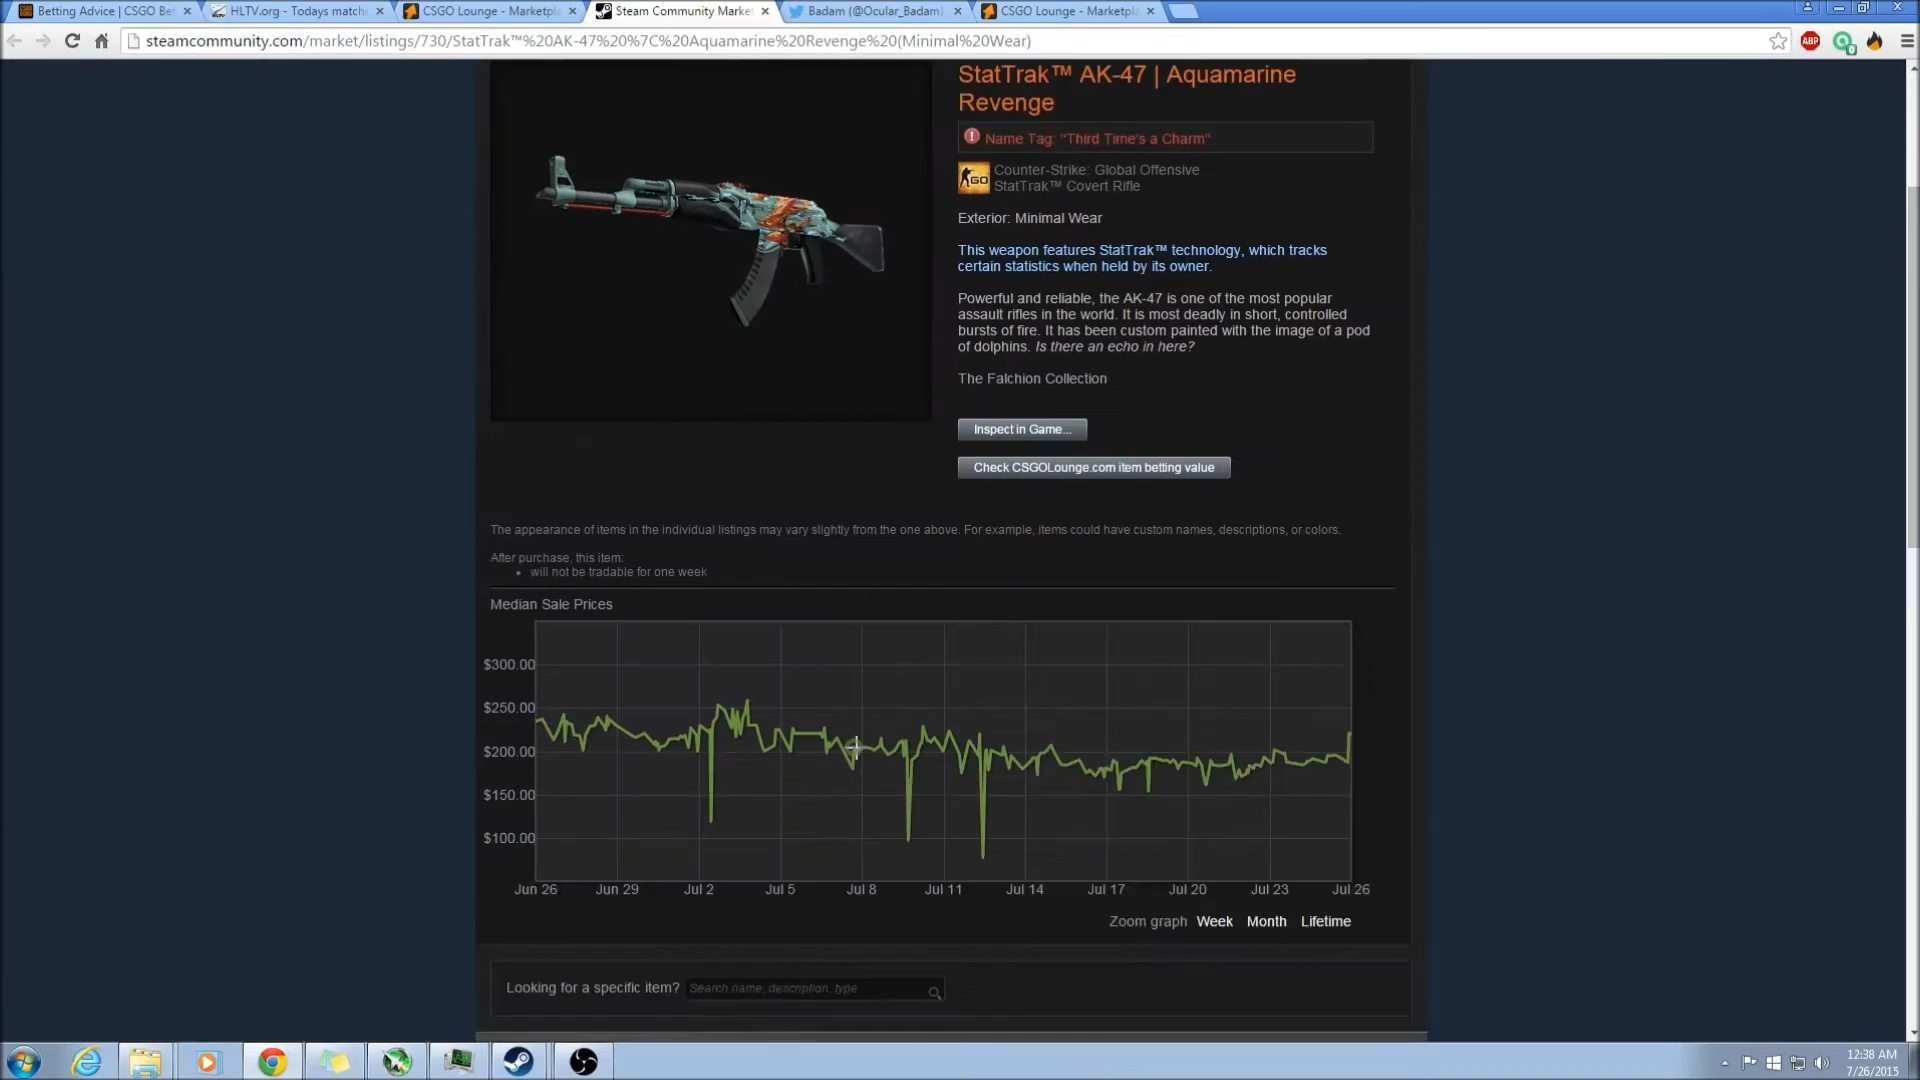 Betting Advice | CSGO Bet
HLTV.org - Todays match
CSGO Lounge - Marketpla
Steam Community Market
Badam (@Ocular_Badam)
CSGO Lounge - Marketpla
steamcommunity.com/market/listings/730/StatTrak™%20AK-47%20%7C%20Aquamarine%20Revenge%20(Minimal%20Wear)
ABP
0
StatTrak™ AK-47 | Aquamarine
Revenge
Name Tag: "Third Time's a Charm"
GO
Counter-Strike: Global Offensive
StatTrak™ Covert Rifle
Exterior: Minimal Wear
This weapon features StatTrak™ technology, which tracks
certain statistics when held by its owner.
Powerful and reliable, the AK-47 is one of the most popular
assault rifles in the world. It is most deadly in short, controlled
bursts of fire. It has been custom painted with the image of a pod
of dolphins. Is there an echo in here?
The Falchion Collection
Inspect in Game...
Check CSGOLounge.com item betting value
The appearance of items in the individual listings may vary slightly from the one above. For example, items could have custom names, descriptions, or colors.
After purchase, this item:
• will not be tradable for one week
Median Sale Prices
$300.00
$250.00
$200.00
$150.00
$100.00
Jun 26 Jun 29 Jul 2 Jul 5 Jul 8 Jul 11 Jul 14 Jul 17 Jul 20 Jul 23 Jul 26
Zoom graph Week Month Lifetime
Looking for a specific item? Search name, description, type
12:38 AM
7/26/2015